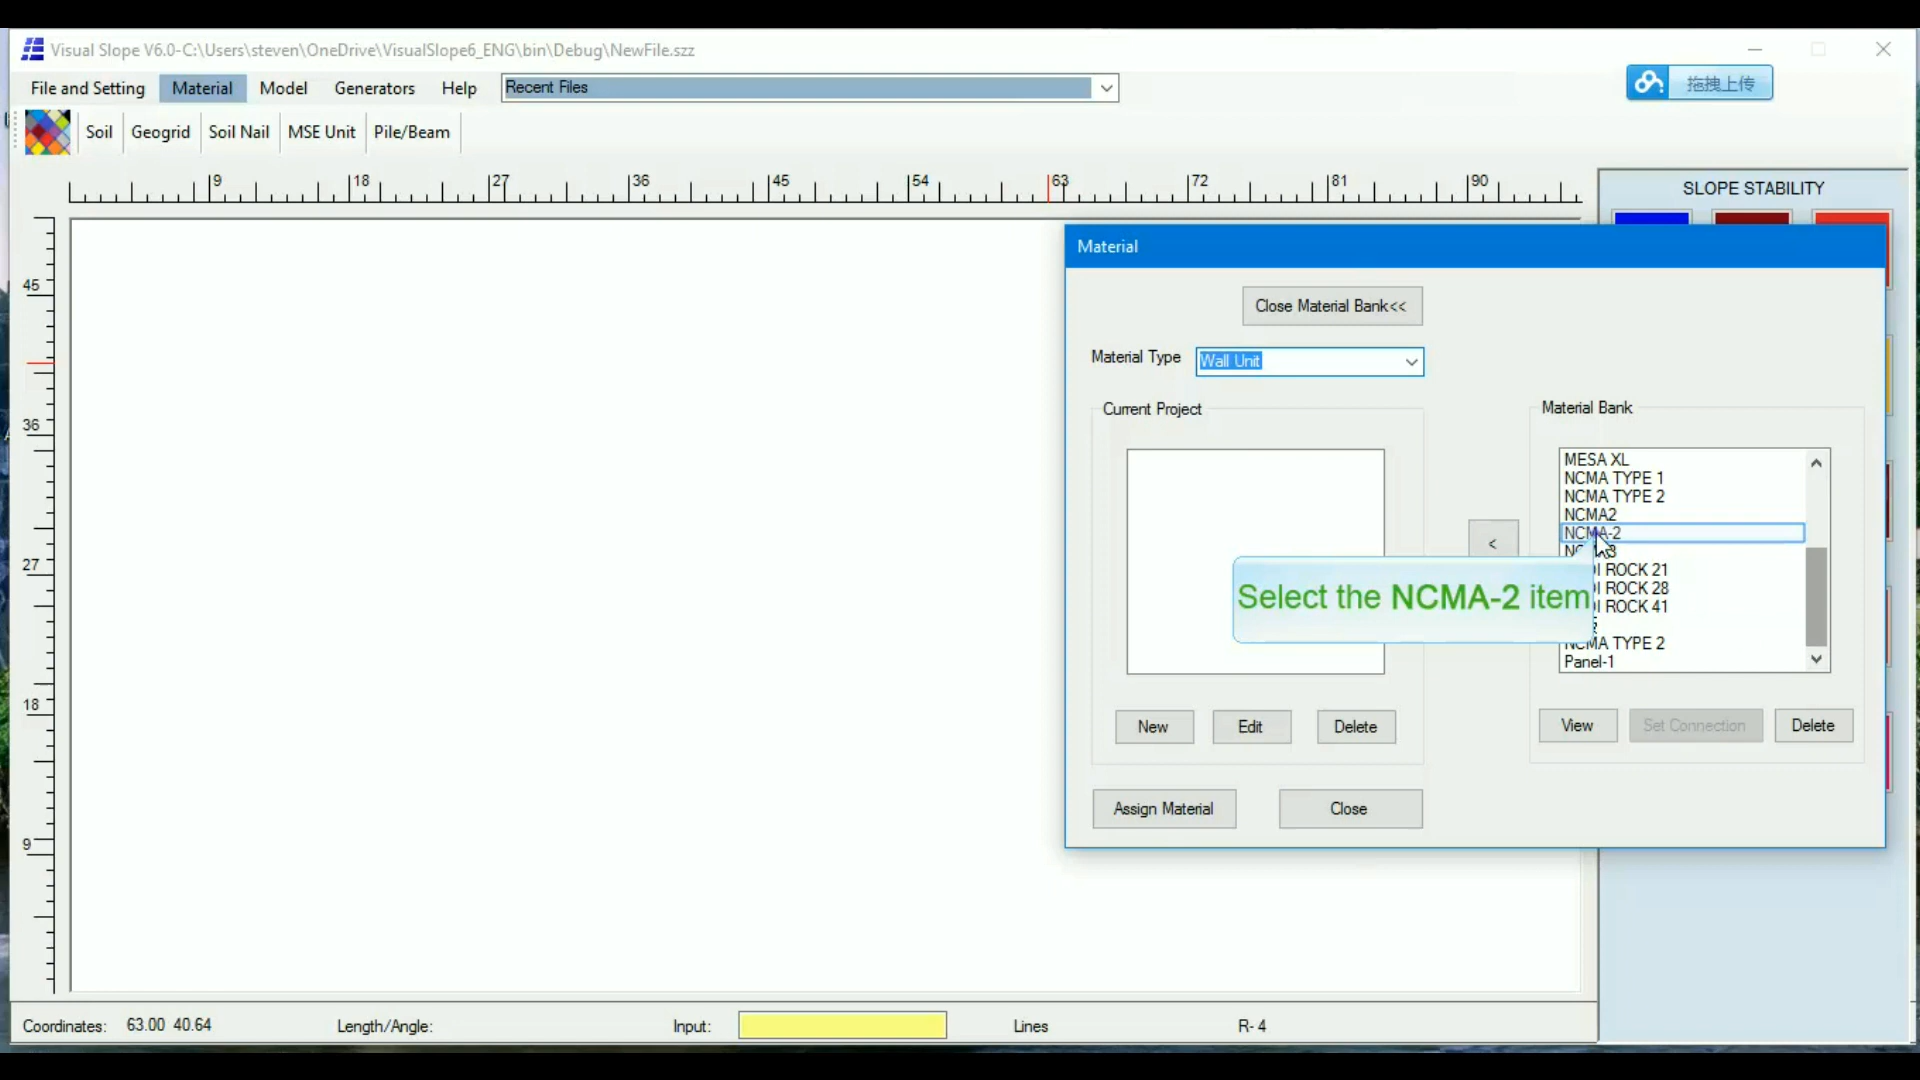 Visual Slope V6.0-C:\Users\steven\OneDrive\VisualSlope6_ENG\bin\Debug\NewFile.szz
File and Setting Material Model Generators Help Recent Files
拖拽上传
Soil Geogrid Soil Nail MSE Unit Pile/Beam
9 18 27 36 45 54 63 72 81 90
SLOPE STABILITY
45
36
27
18
9
Material
Close Material Bank<<
Material Type Wall Unit
Current Project
Material Bank
MESA XL
NCMA TYPE 1
NCMA TYPE 2
NCMA2
NCMA-2
<
Select the NCMA-2 item
ROCK 21
ROCK 28
ROCK 41
NCMA TYPE 2
Panel-1
New Edit Delete
View Set Connection Delete
Assign Material Close
Coordinates: 63.00 40.64 Length/Angle: Input: Lines R- 4